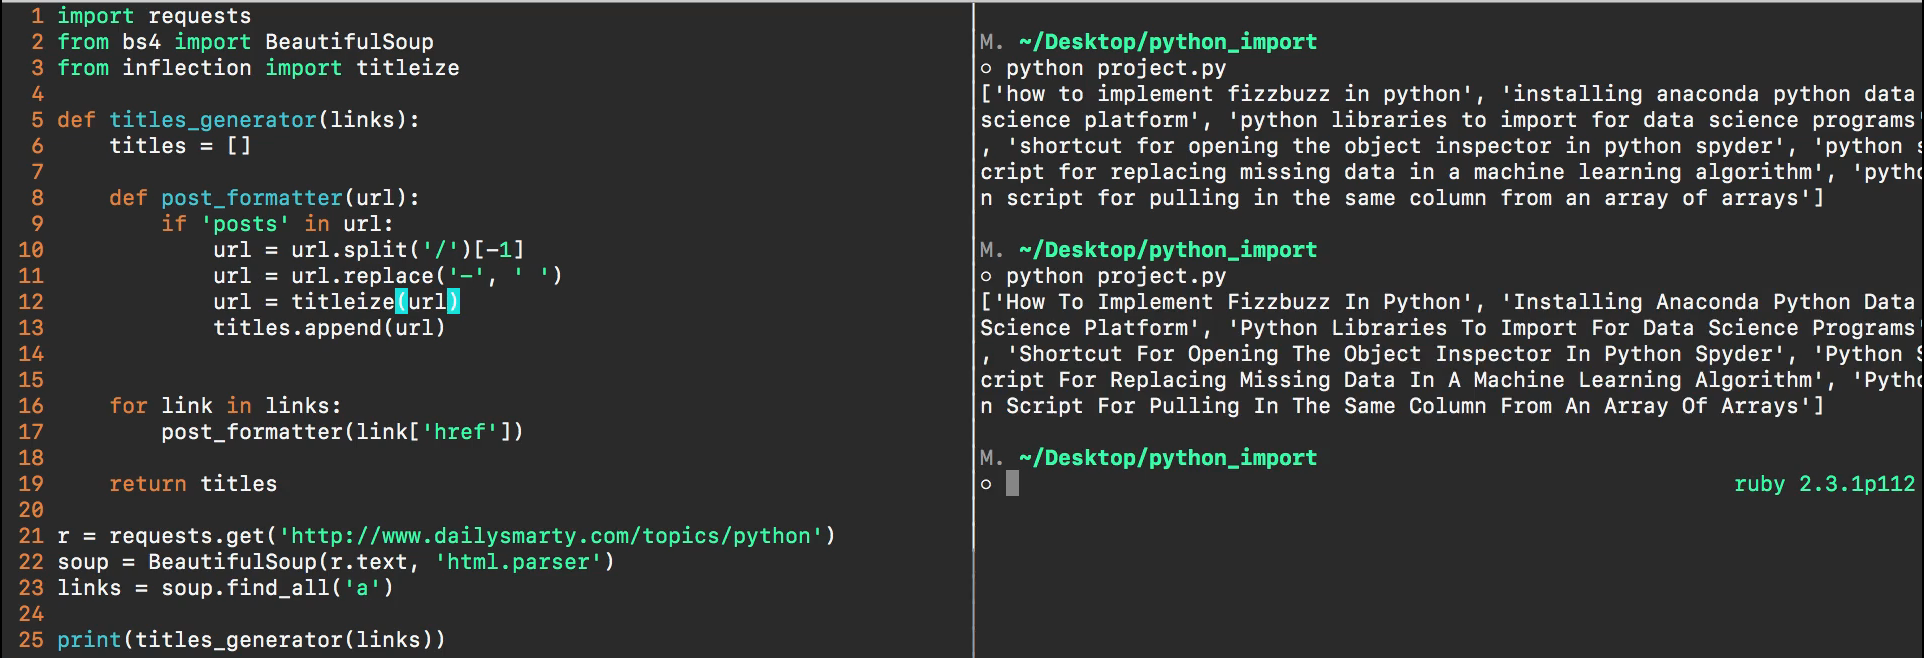 1 import requests
2 from bs4 import BeautifulSoup
3 from inflection import titleize
4
5 def titles_generator(links):
6     titles = []
7
8     def post_formatter(url):
9         if 'posts' in url:
10             url = url.split('/')[-1]
11             url = url.replace('-', ' ')
12             url = titleize(url)
13             titles.append(url)
14
15
16     for link in links:
17         post_formatter(link['href'])
18
19     return titles
20
21 r = requests.get('http://www.dailysmarty.com/topics/python')
22 soup = BeautifulSoup(r.text, 'html.parser')
23 links = soup.find_all('a')
24
25 print(titles_generator(links))
M. ~/Desktop/python_import
○ python project.py
['how to implement fizzbuzz in python', 'installing anaconda python data
science platform', 'python libraries to import for data science programs'
, 'shortcut for opening the object inspector in python spyder', 'python s
cript for replacing missing data in a machine learning algorithm', 'pytho
n script for pulling in the same column from an array of arrays']
M. ~/Desktop/python_import
○ python project.py
['How To Implement Fizzbuzz In Python', 'Installing Anaconda Python Data
Science Platform', 'Python Libraries To Import For Data Science Programs'
, 'Shortcut For Opening The Object Inspector In Python Spyder', 'Python S
cript For Replacing Missing Data In A Machine Learning Algorithm', 'Pytho
n Script For Pulling In The Same Column From An Array Of Arrays']
M. ~/Desktop/python_import
○ ruby 2.3.1p112